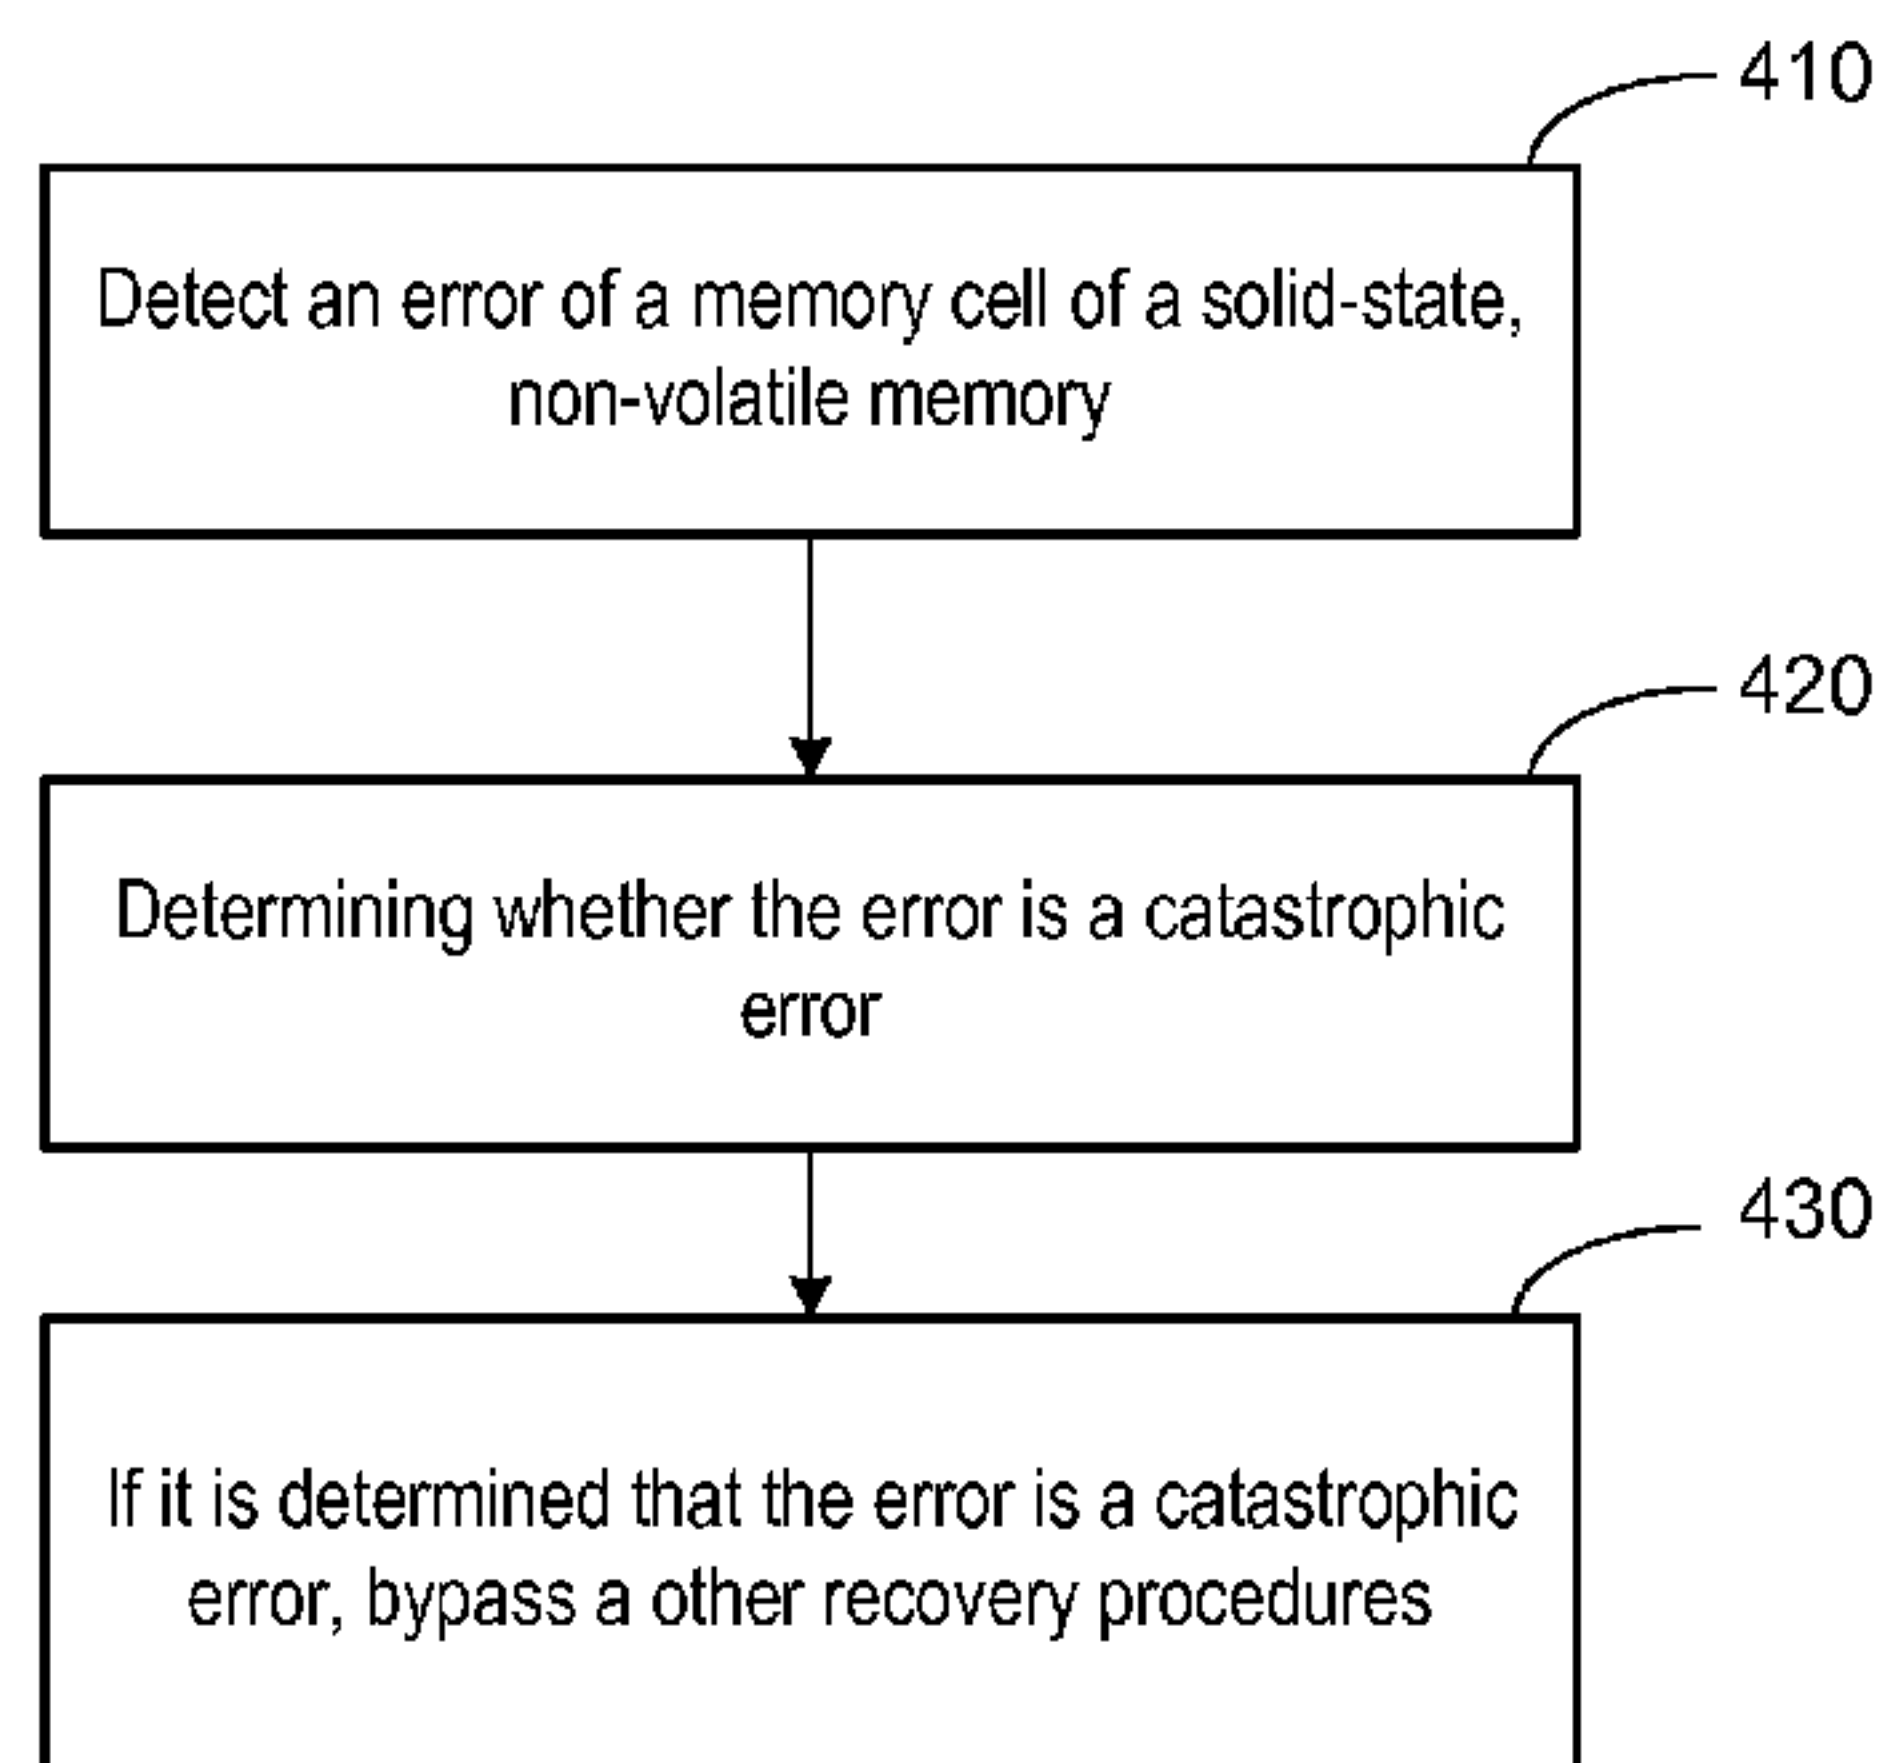 410
Detect an error of a memory cell of a solid-state,
non-volatile memory
420
Determining whether the error is a catastrophic
error
430
If it is determined that the error is a catastrophic
error, bypass a other recovery procedures